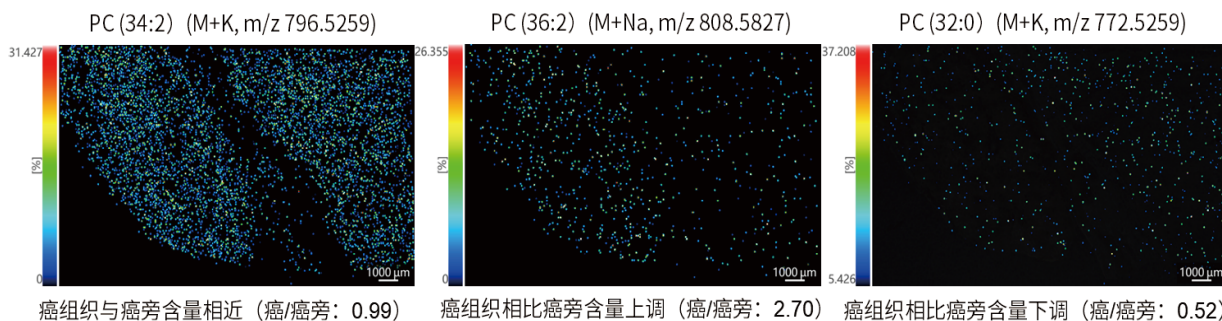 PC (34:2)（M+K, m/z 796.5259)
31.427
[%]
0
1000 μm
癌组织与癌旁含量相近（癌/癌旁：0.99）
PC (36:2)（M+Na, m/z 808.5827)
26.355
[%]
0
1000 μm
癌组织相比癌旁含量上调（癌/癌旁：2.70）
PC (32:0)（M+K, m/z 772.5259)
37.208
[%]
5.426
1000 μm
癌组织相比癌旁含量下调（癌/癌旁：0.52）